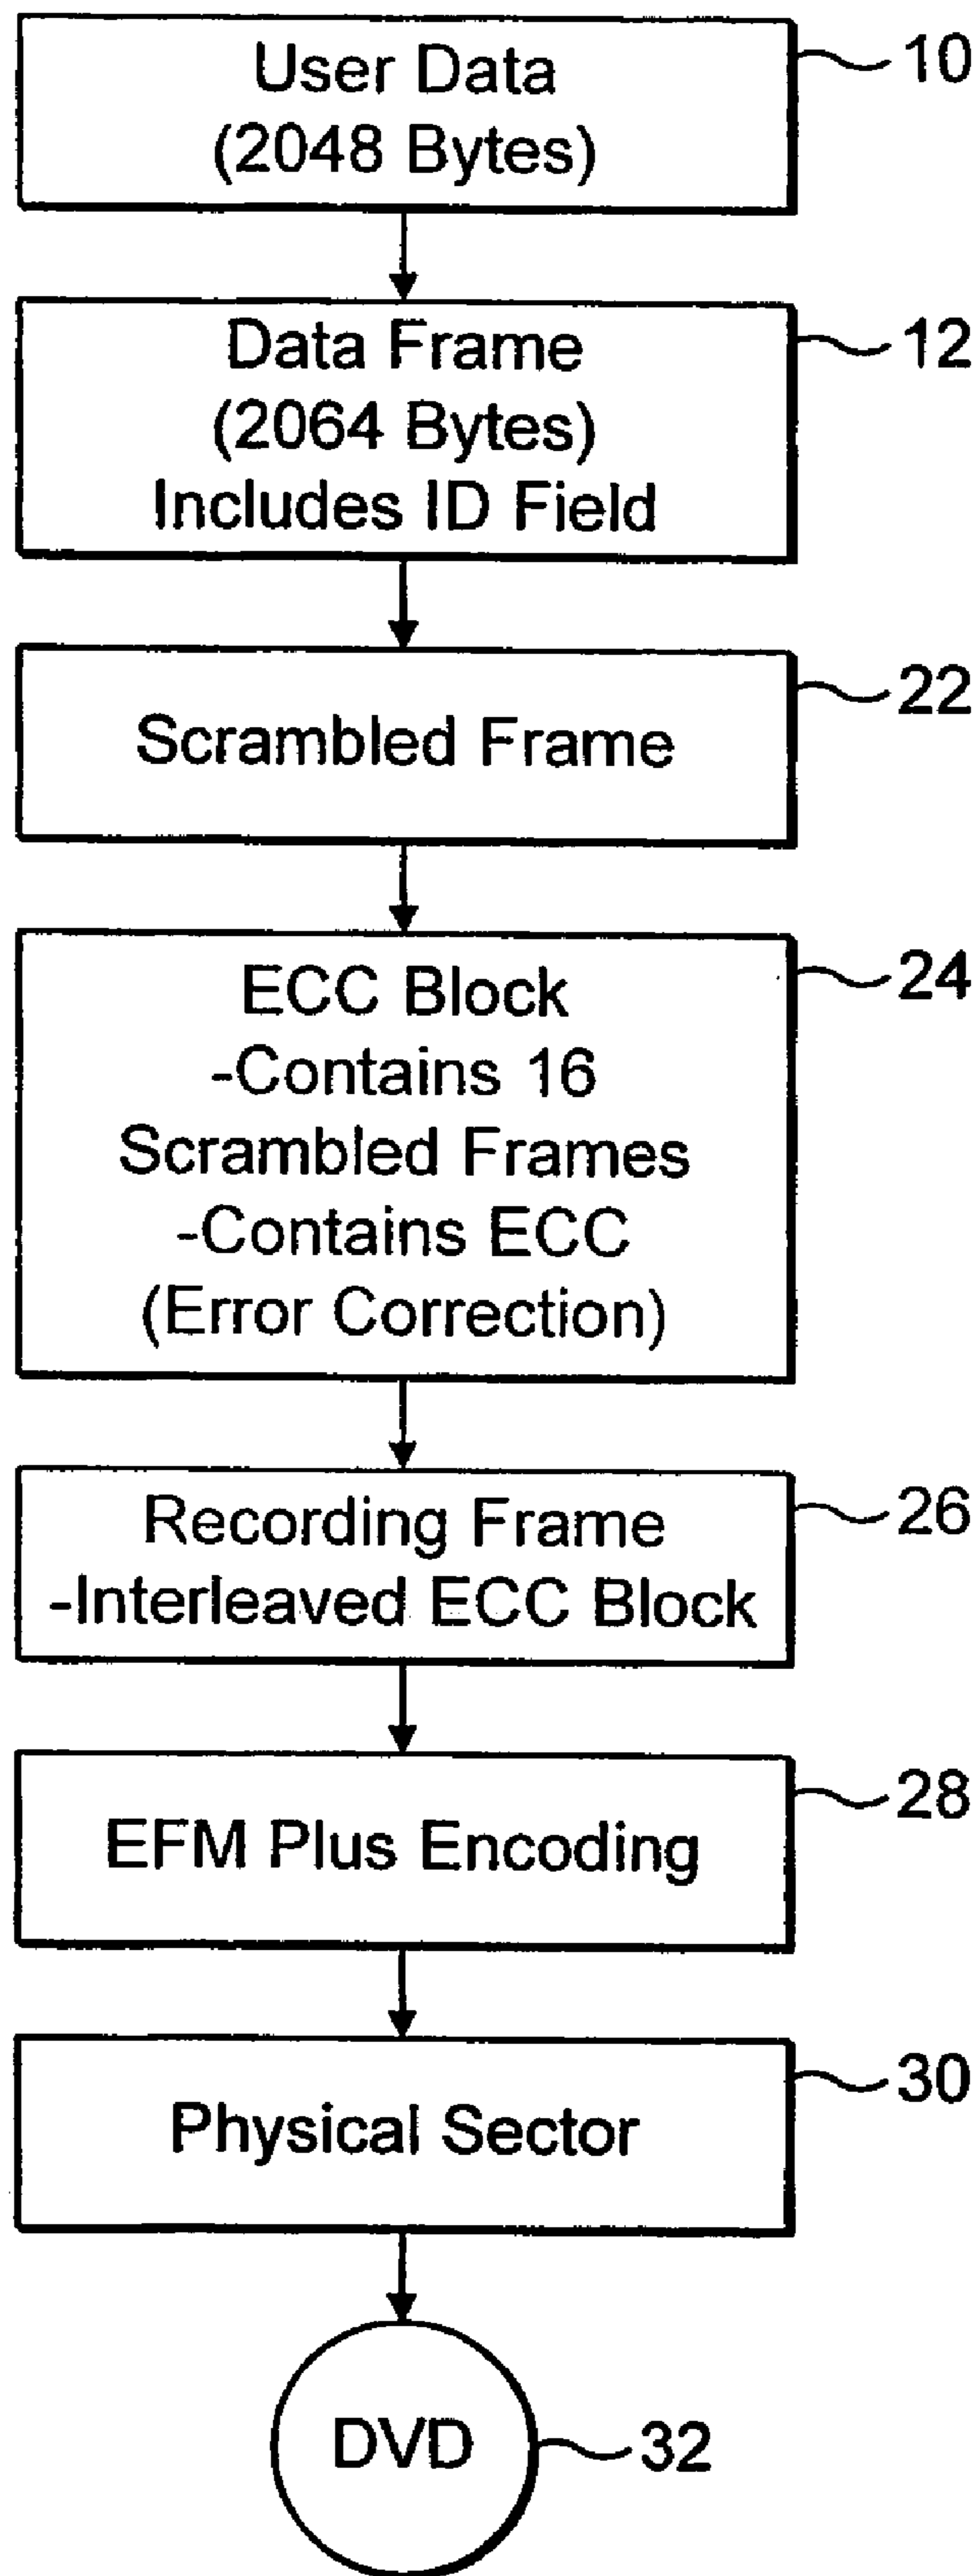 User Data
(2048 Bytes)
10
Data Frame
(2064 Bytes)
Includes ID Field
12
Scrambled Frame
22
ECC Block
-Contains 16
Scrambled Frames
-Contains ECC
(Error Correction)
24
Recording Frame
-Interleaved ECC Block
26
EFM Plus Encoding
28
Physical Sector
30
DVD
32